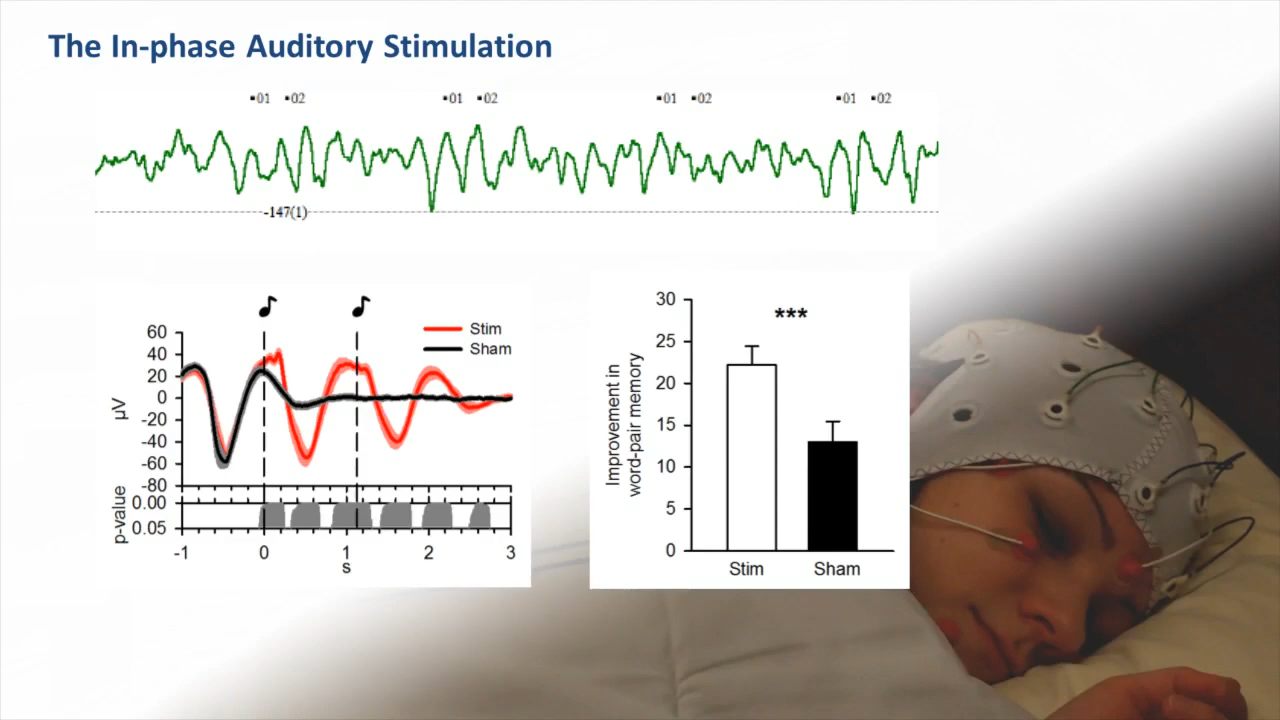 The In-phase Auditory Stimulation
▪01 ▪02 ▪01 ▪02 ▪01 ▪02 ▪01 ▪02
-147(1)
Stim
Sham
60
40
20
0
-20
-40
-60
-80
µV
0.00
0.05
p-value
-1 0 1 2 3
s
30
25
20
15
10
5
0
Improvement in
word-pair memory
***
Stim Sham